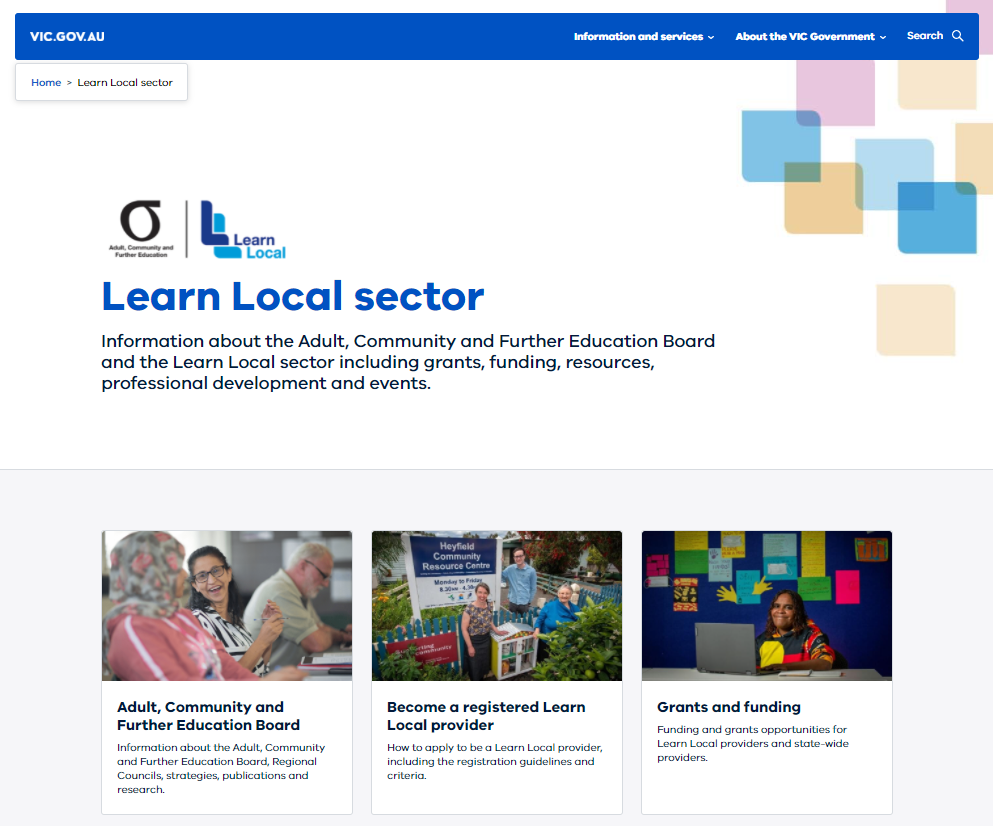 VIC.GOV.AU
Information and services
About the VIC Government
Search
Home > Learn Local sector
Adult, Community and
Further Education
Learn
Local
Learn Local sector
Information about the Adult, Community and Further Education Board
and the Learn Local sector including grants, funding, resources,
professional development and events.
Heyfield
Community
Resource Centre
Monday to Friday
community
Adult, Community and
Further Education Board
Information about the Adult, Community
and Further Education Board, Regional
Councils, strategies, publications and
research.
Become a registered Learn
Local provider
How to apply to be a Learn Local provider,
including the registration guidelines and
criteria.
Grants and funding
Funding and grants opportunities for
Learn Local providers and state-wide
providers.